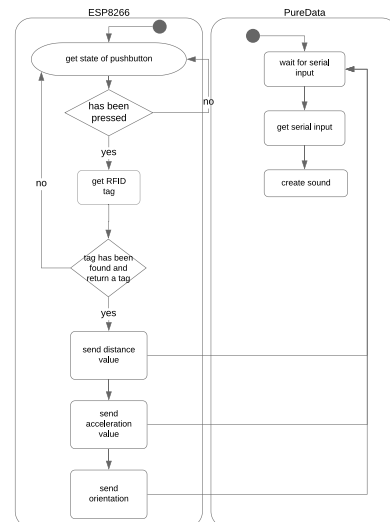 ESP8266
PureData
get state of pushbutton
has been
pressed
no
yes
get RFID
tag
no
tag has been
found and
return a tag
yes
send distance
value
send
acceleration
value
send
orientation
wait for serial
input
get serial input
create sound